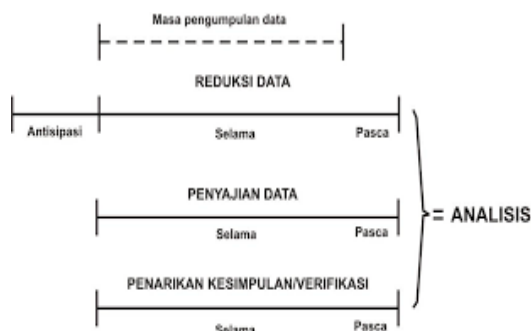 Masa pengumpulan data
REDUKSI DATA
Antisipasi Selama Pasca
PENYAJIAN DATA
Selama Pasca
= ANALISIS
PENARIKAN KESIMPULAN/VERIFIKASI
Selama Pasca